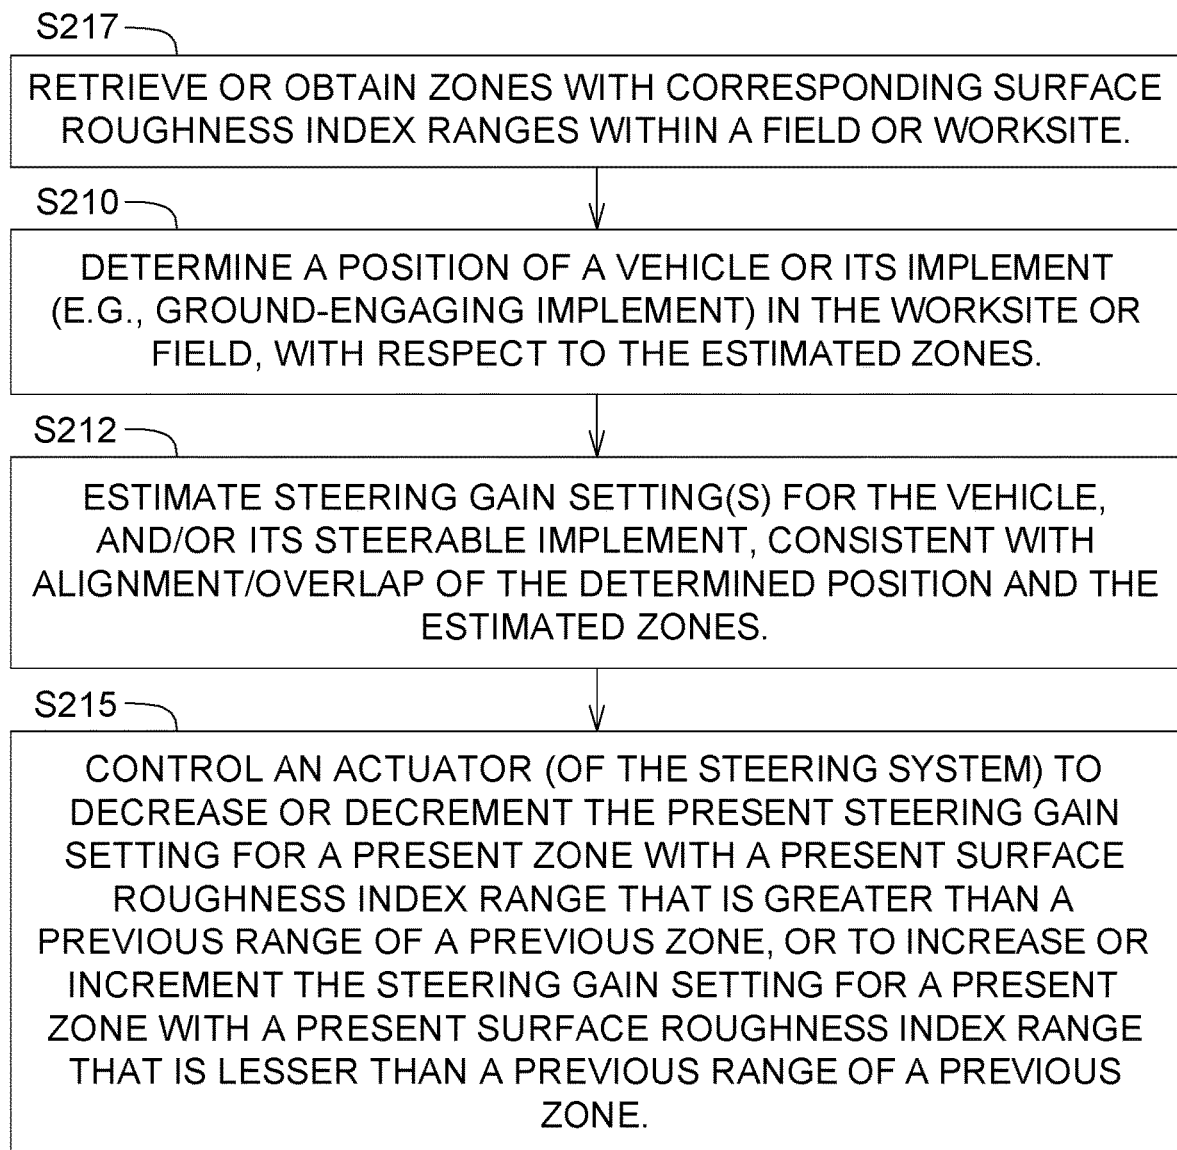 S217
RETRIEVE OR OBTAIN ZONES WITH CORRESPONDING SURFACE
ROUGHNESS INDEX RANGES WITHIN A FIELD OR WORKSITE.
S210
DETERMINE A POSITION OF A VEHICLE OR ITS IMPLEMENT
(E.G., GROUND-ENGAGING IMPLEMENT) IN THE WORKSITE OR
FIELD, WITH RESPECT TO THE ESTIMATED ZONES.
S212
ESTIMATE STEERING GAIN SETTING(S) FOR THE VEHICLE,
AND/OR ITS STEERABLE IMPLEMENT, CONSISTENT WITH
ALIGNMENT/OVERLAP OF THE DETERMINED POSITION AND THE
ESTIMATED ZONES.
S215
CONTROL AN ACTUATOR (OF THE STEERING SYSTEM) TO
DECREASE OR DECREMENT THE PRESENT STEERING GAIN
SETTING FOR A PRESENT ZONE WITH A PRESENT SURFACE
ROUGHNESS INDEX RANGE THAT IS GREATER THAN A
PREVIOUS RANGE OF A PREVIOUS ZONE, OR TO INCREASE OR
INCREMENT THE STEERING GAIN SETTING FOR A PRESENT
ZONE WITH A PRESENT SURFACE ROUGHNESS INDEX RANGE
THAT IS LESSER THAN A PREVIOUS RANGE OF A PREVIOUS
ZONE.